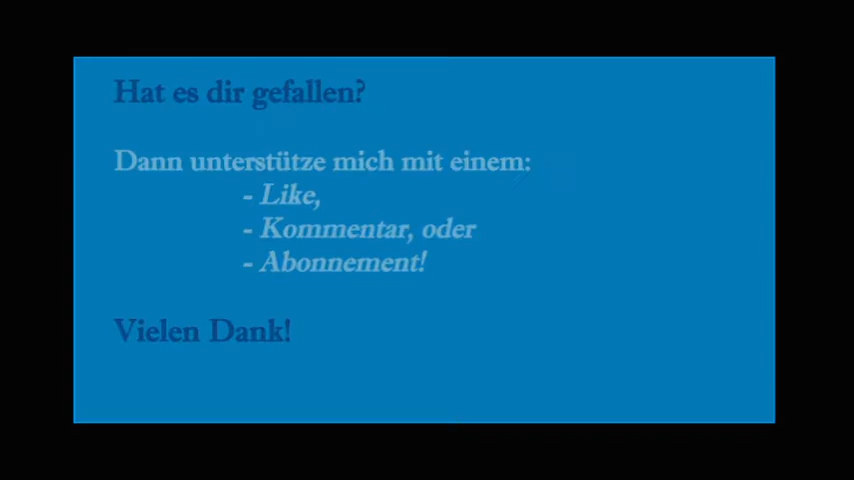 Hat es dir gefallen?
Dann unterstütze mich mit einem:
- Like,
- Kommentar, oder
- Abonnement!
Vielen Dank!